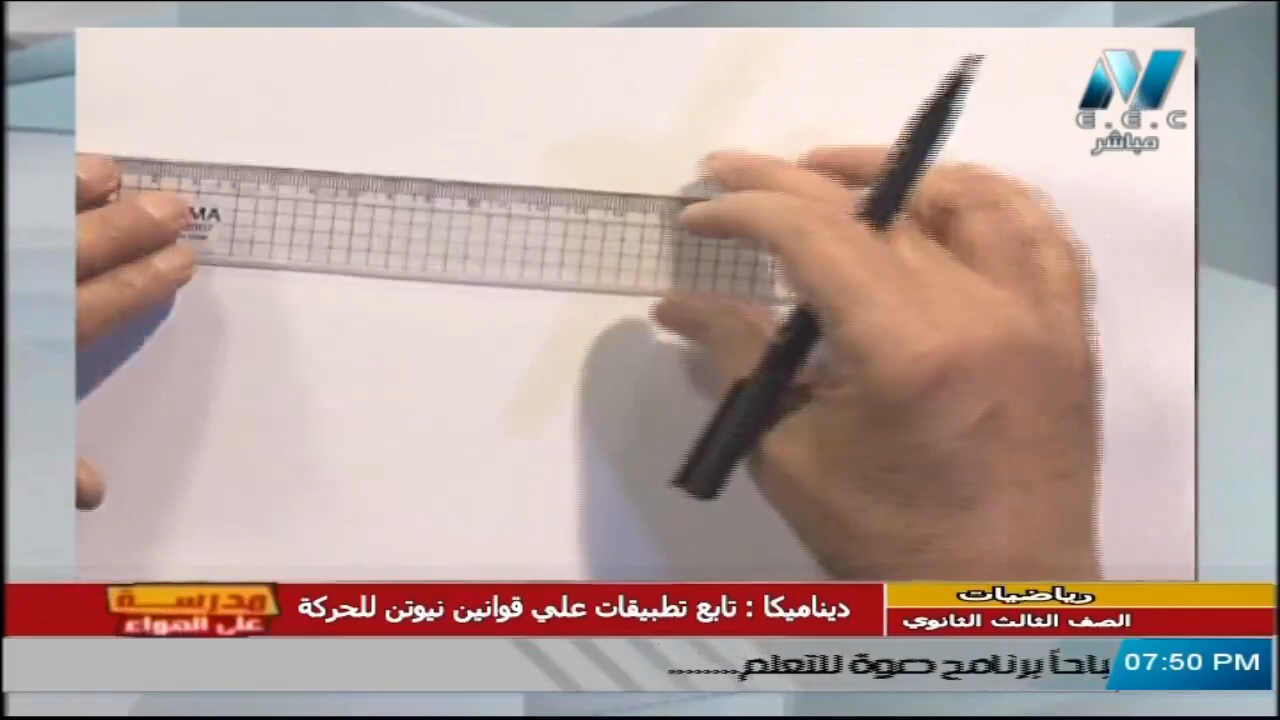 E.E.C
مباشر
MA
رياضيات
الصف الثالث الثانوي
ديناميكا : تابع تطبيقات علي قوانين نيوتن للحركة
مدرسة
على الهواء
07:50 PM
باحاً برنامج صوة للتعلم